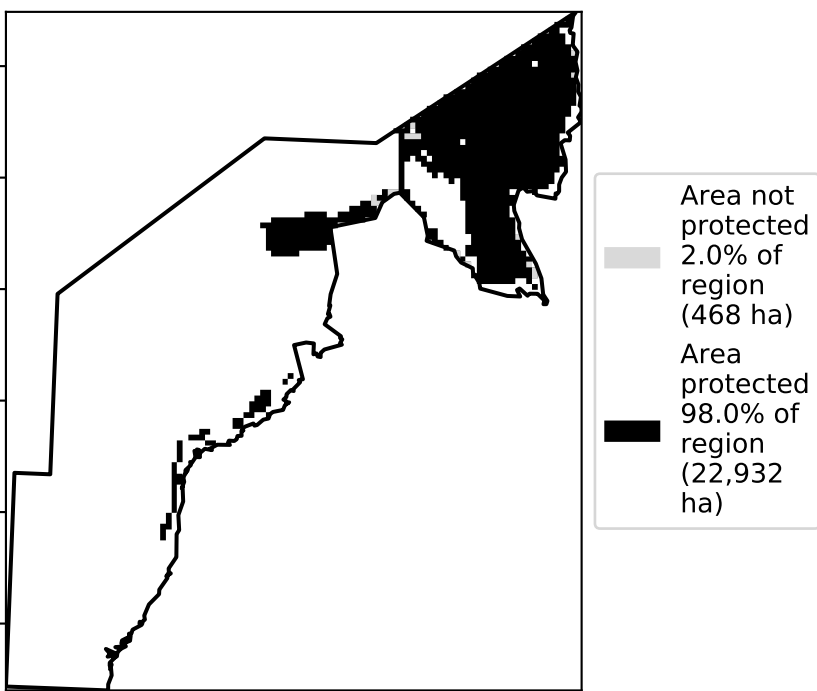 Area not
protected
2.0% of
region
(468 ha)
Area
protected
98.0% of
region
(22,932
ha)